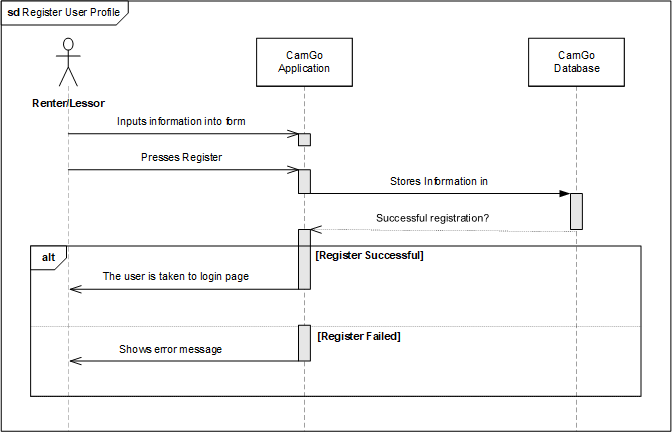 sd Register User Profile
CamGo
Application
CamGo
Database
Renter/Lessor
Inputs information into form
Presses Register
Stores Information in
Successful registration?
alt
[Register Successful]
The user is taken to login page
[Register Failed]
Shows error message